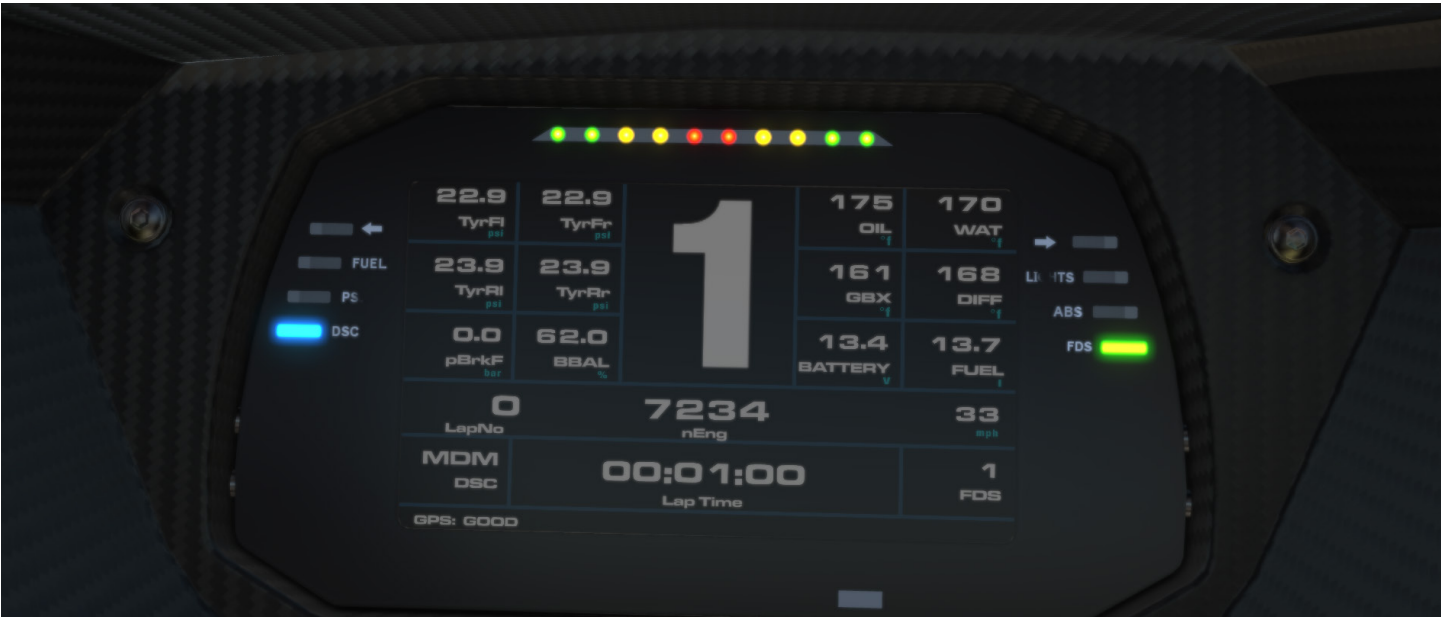 22.9 22.9 175 170
TyrFl TyrFr OIL WAT
psi psi °f °f
1
←
→
FUEL
23.9 23.9 161 168
LIGHTS
TyrRl TyrRr GBX DIFF
psi psi °f °f
PS
ABS
DSC
0.0 62.0 13.4 13.7
FDS
pBrkF BBAL BATTERY FUEL
bar % V l
0 7234 33
LapNo nEng mph
MDM 00:01:00 1
DSC Lap Time FDS
GPS: GOOD